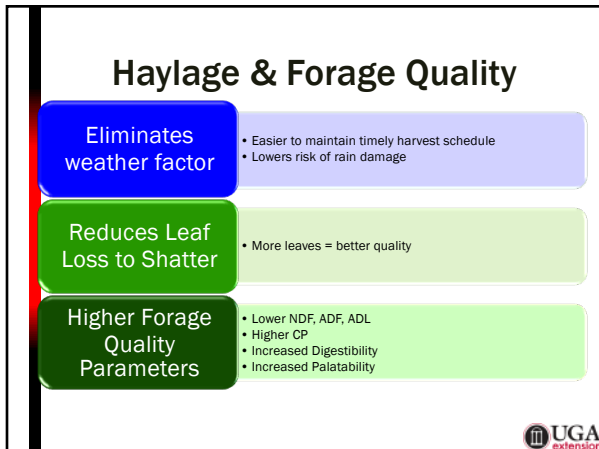 Haylage & Forage Quality
Eliminates
weather factor
• Easier to maintain timely harvest schedule
• Lowers risk of rain damage
Reduces Leaf
Loss to Shatter
• More leaves = better quality
Higher Forage
Quality
Parameters
• Lower NDF, ADF, ADL
• Higher CP
• Increased Digestibility
• Increased Palatability
UGA
extension